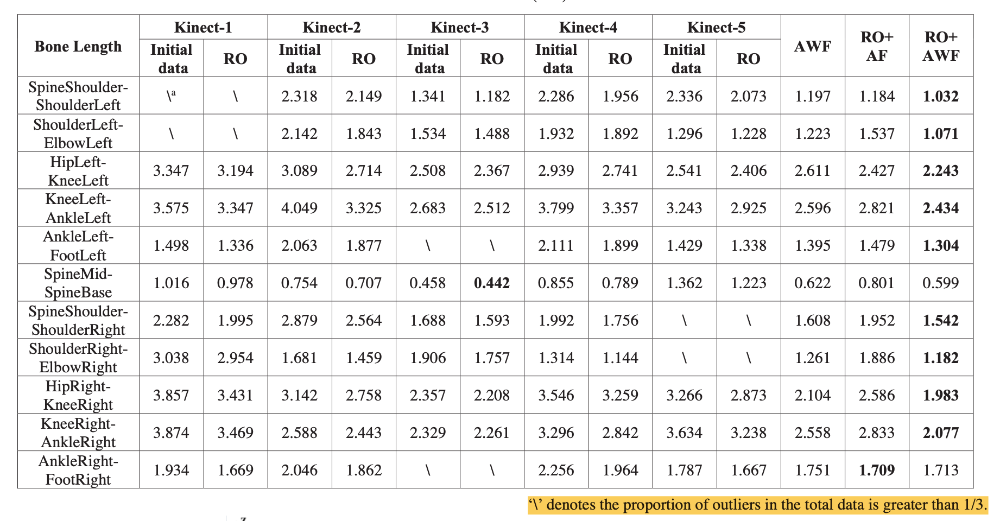 Bone Length Kinect-1 Kinect-2 Kinect-3 Kinect-4 Kinect-5 AWF RO+ AF RO+ AWF
Initial data RO Initial data RO Initial data RO Initial data RO Initial data RO
SpineShoulder-ShoulderLeft \a \ 2.318 2.149 1.341 1.182 2.286 1.956 2.336 2.073 1.197 1.184 1.032
ShoulderLeft-ElbowLeft \ \ 2.142 1.843 1.534 1.488 1.932 1.892 1.296 1.228 1.223 1.537 1.071
HipLeft-KneeLeft 3.347 3.194 3.089 2.714 2.508 2.367 2.939 2.741 2.541 2.406 2.611 2.427 2.243
KneeLeft-AnkleLeft 3.575 3.347 4.049 3.325 2.683 2.512 3.799 3.357 3.243 2.925 2.596 2.821 2.434
AnkleLeft-FootLeft 1.498 1.336 2.063 1.877 \ \ 2.111 1.899 1.429 1.338 1.395 1.479 1.304
SpineMid-SpineBase 1.016 0.978 0.754 0.707 0.458 0.442 0.855 0.789 1.362 1.223 0.622 0.801 0.599
SpineShoulder-ShoulderRight 2.282 1.995 2.879 2.564 1.688 1.593 1.992 1.756 \ \ 1.608 1.952 1.542
ShoulderRight-ElbowRight 3.038 2.954 1.681 1.459 1.906 1.757 1.314 1.144 \ \ 1.261 1.886 1.182
HipRight-KneeRight 3.857 3.431 3.142 2.758 2.357 2.208 3.546 3.259 3.266 2.873 2.104 2.586 1.983
KneeRight-AnkleRight 3.874 3.469 2.588 2.443 2.329 2.261 3.296 2.842 3.634 3.238 2.558 2.833 2.077
AnkleRight-FootRight 1.934 1.669 2.046 1.862 \ \ 2.256 1.964 1.787 1.667 1.751 1.709 1.713
‘\’ denotes the proportion of outliers in the total data is greater than 1/3.